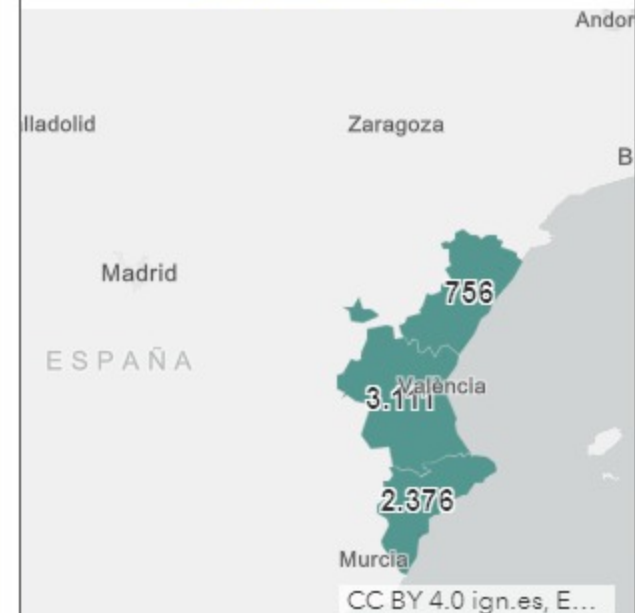 Andor
lladolid
Zaragoza
B
Madrid
756
ESPAÑA
València
3.111
2.376
Murcia
CC BY 4.0 ign.es, E...